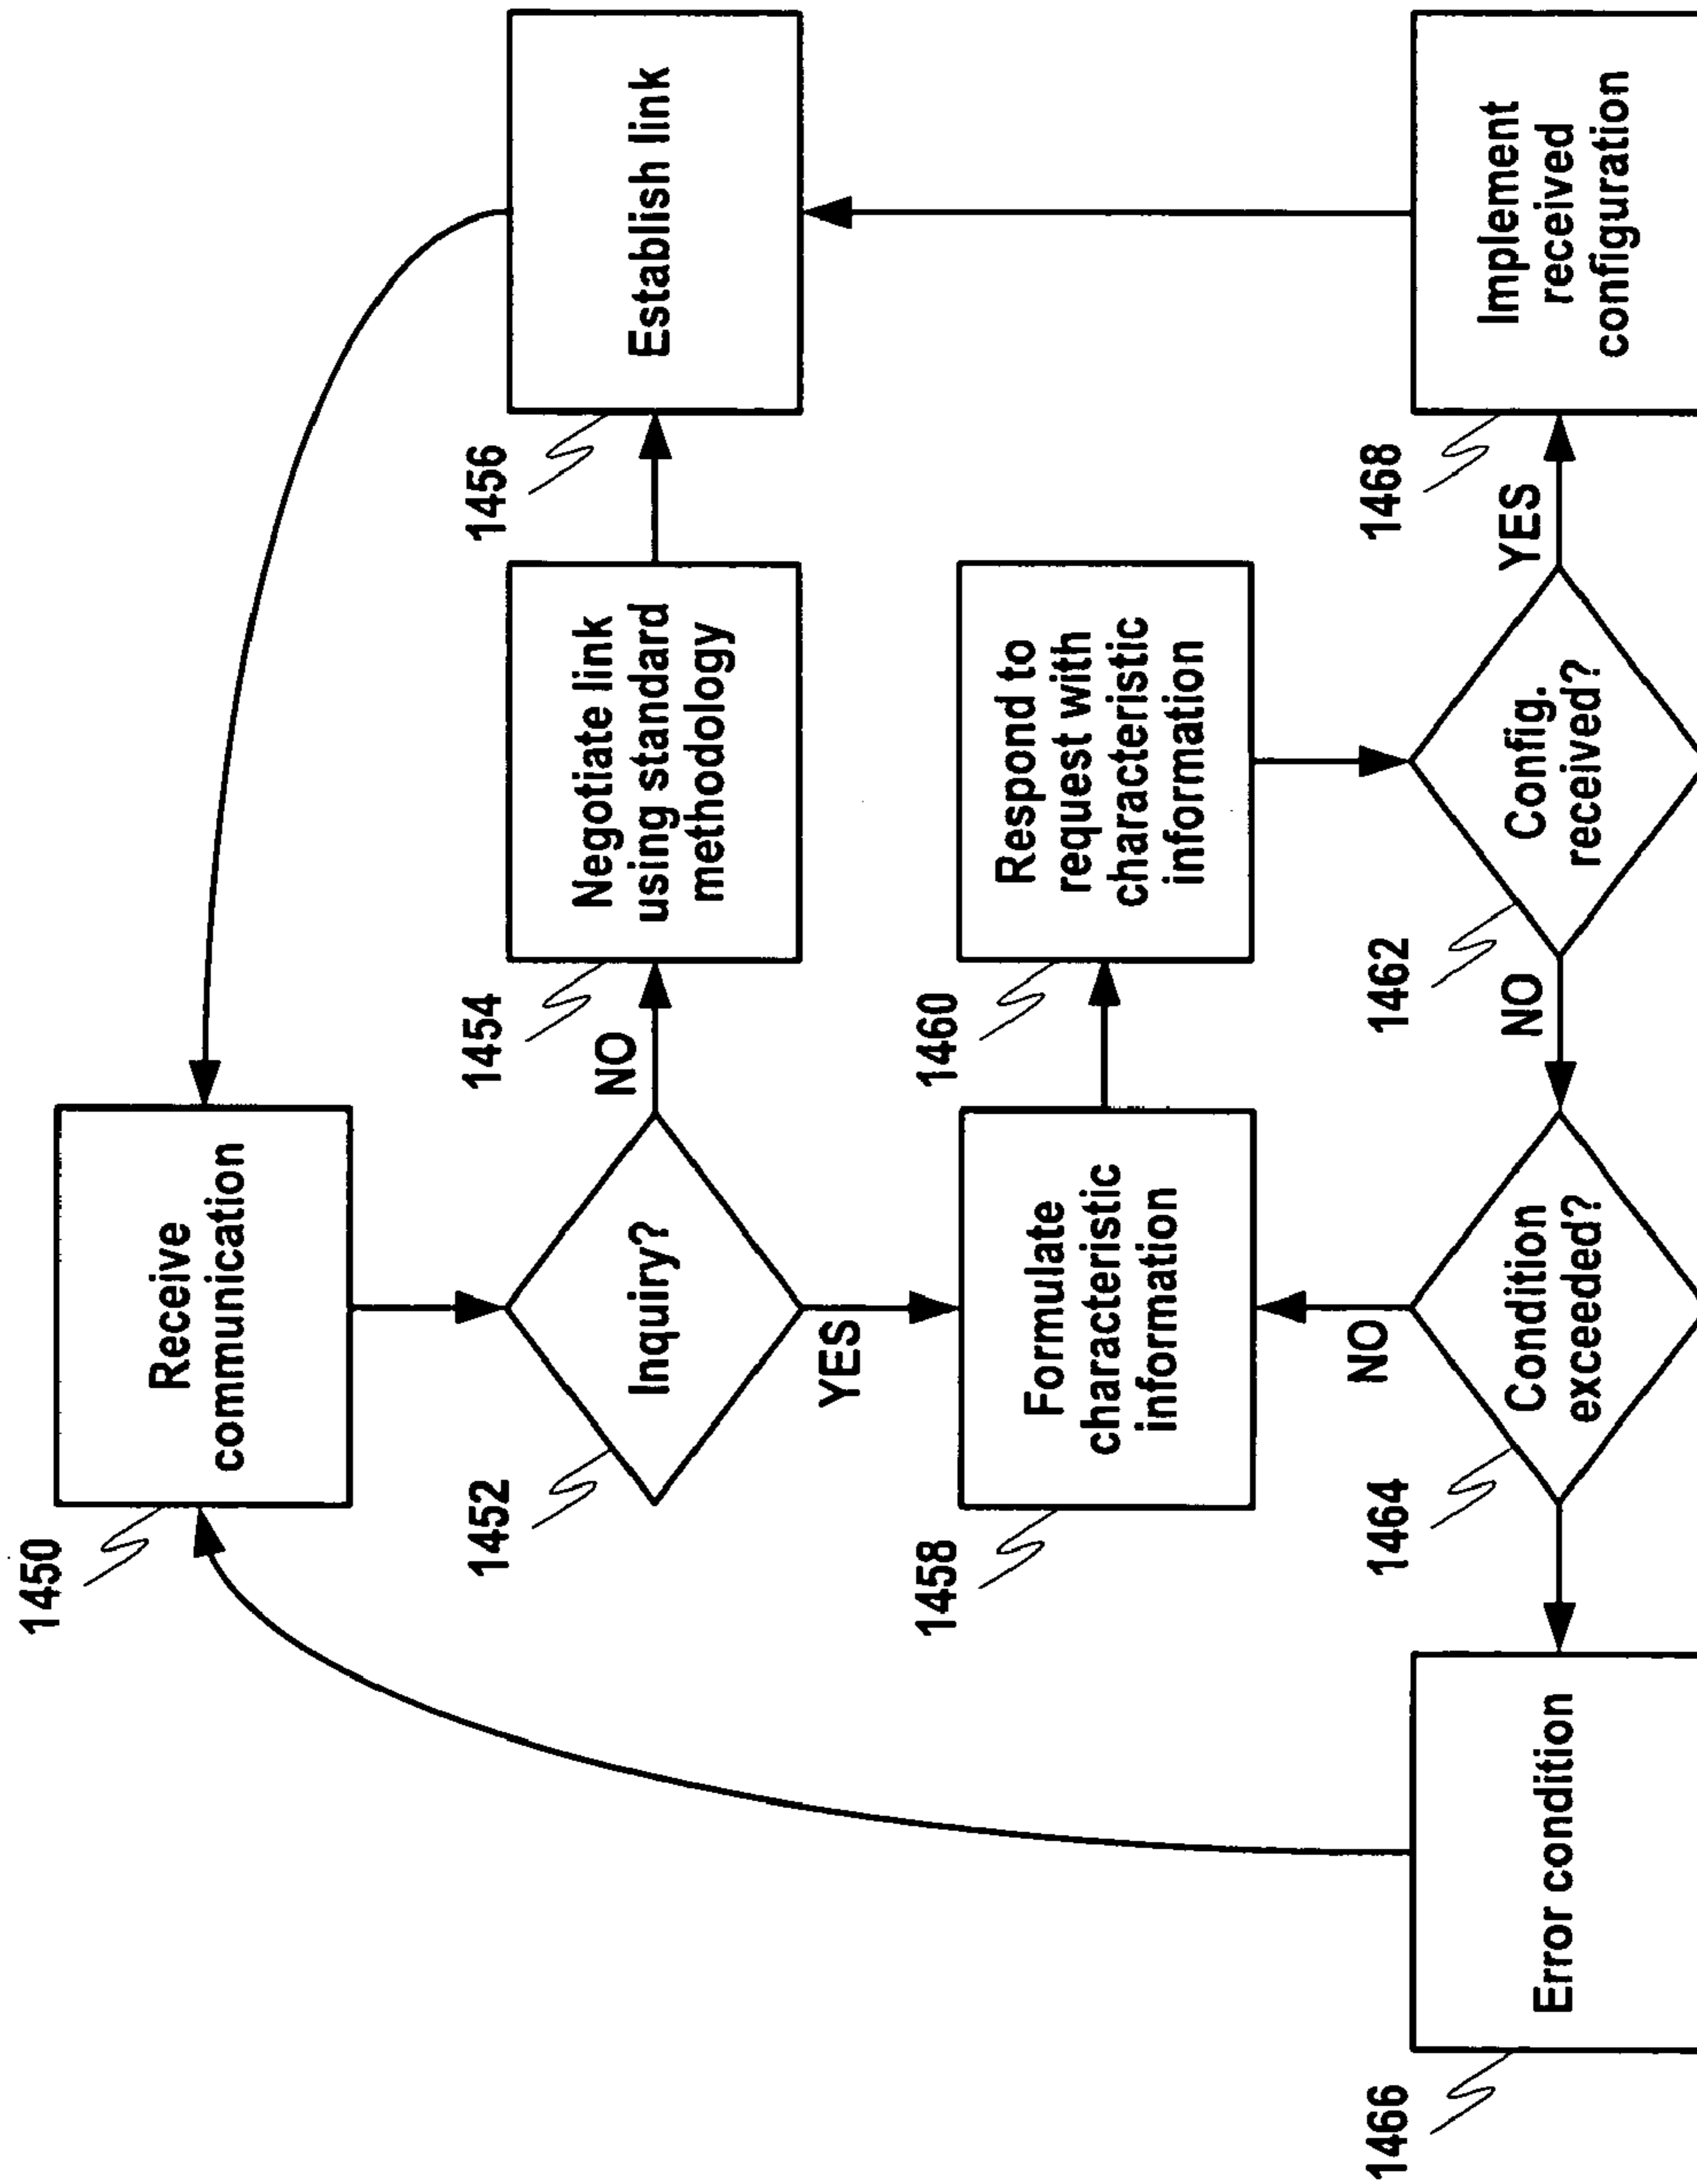 1450
Receive
communication
1452
Inquiry?
NO
YES
1454
Negotiate link
using standard
methodology
1456
Establish link
1458
Formulate
characteristic
information
1460
Respond to
request with
characteristic
information
1462
Config.
received?
NO
YES
1464
Condition
exceeded?
NO
1466
Error condition
1468
Implement
received
configuration